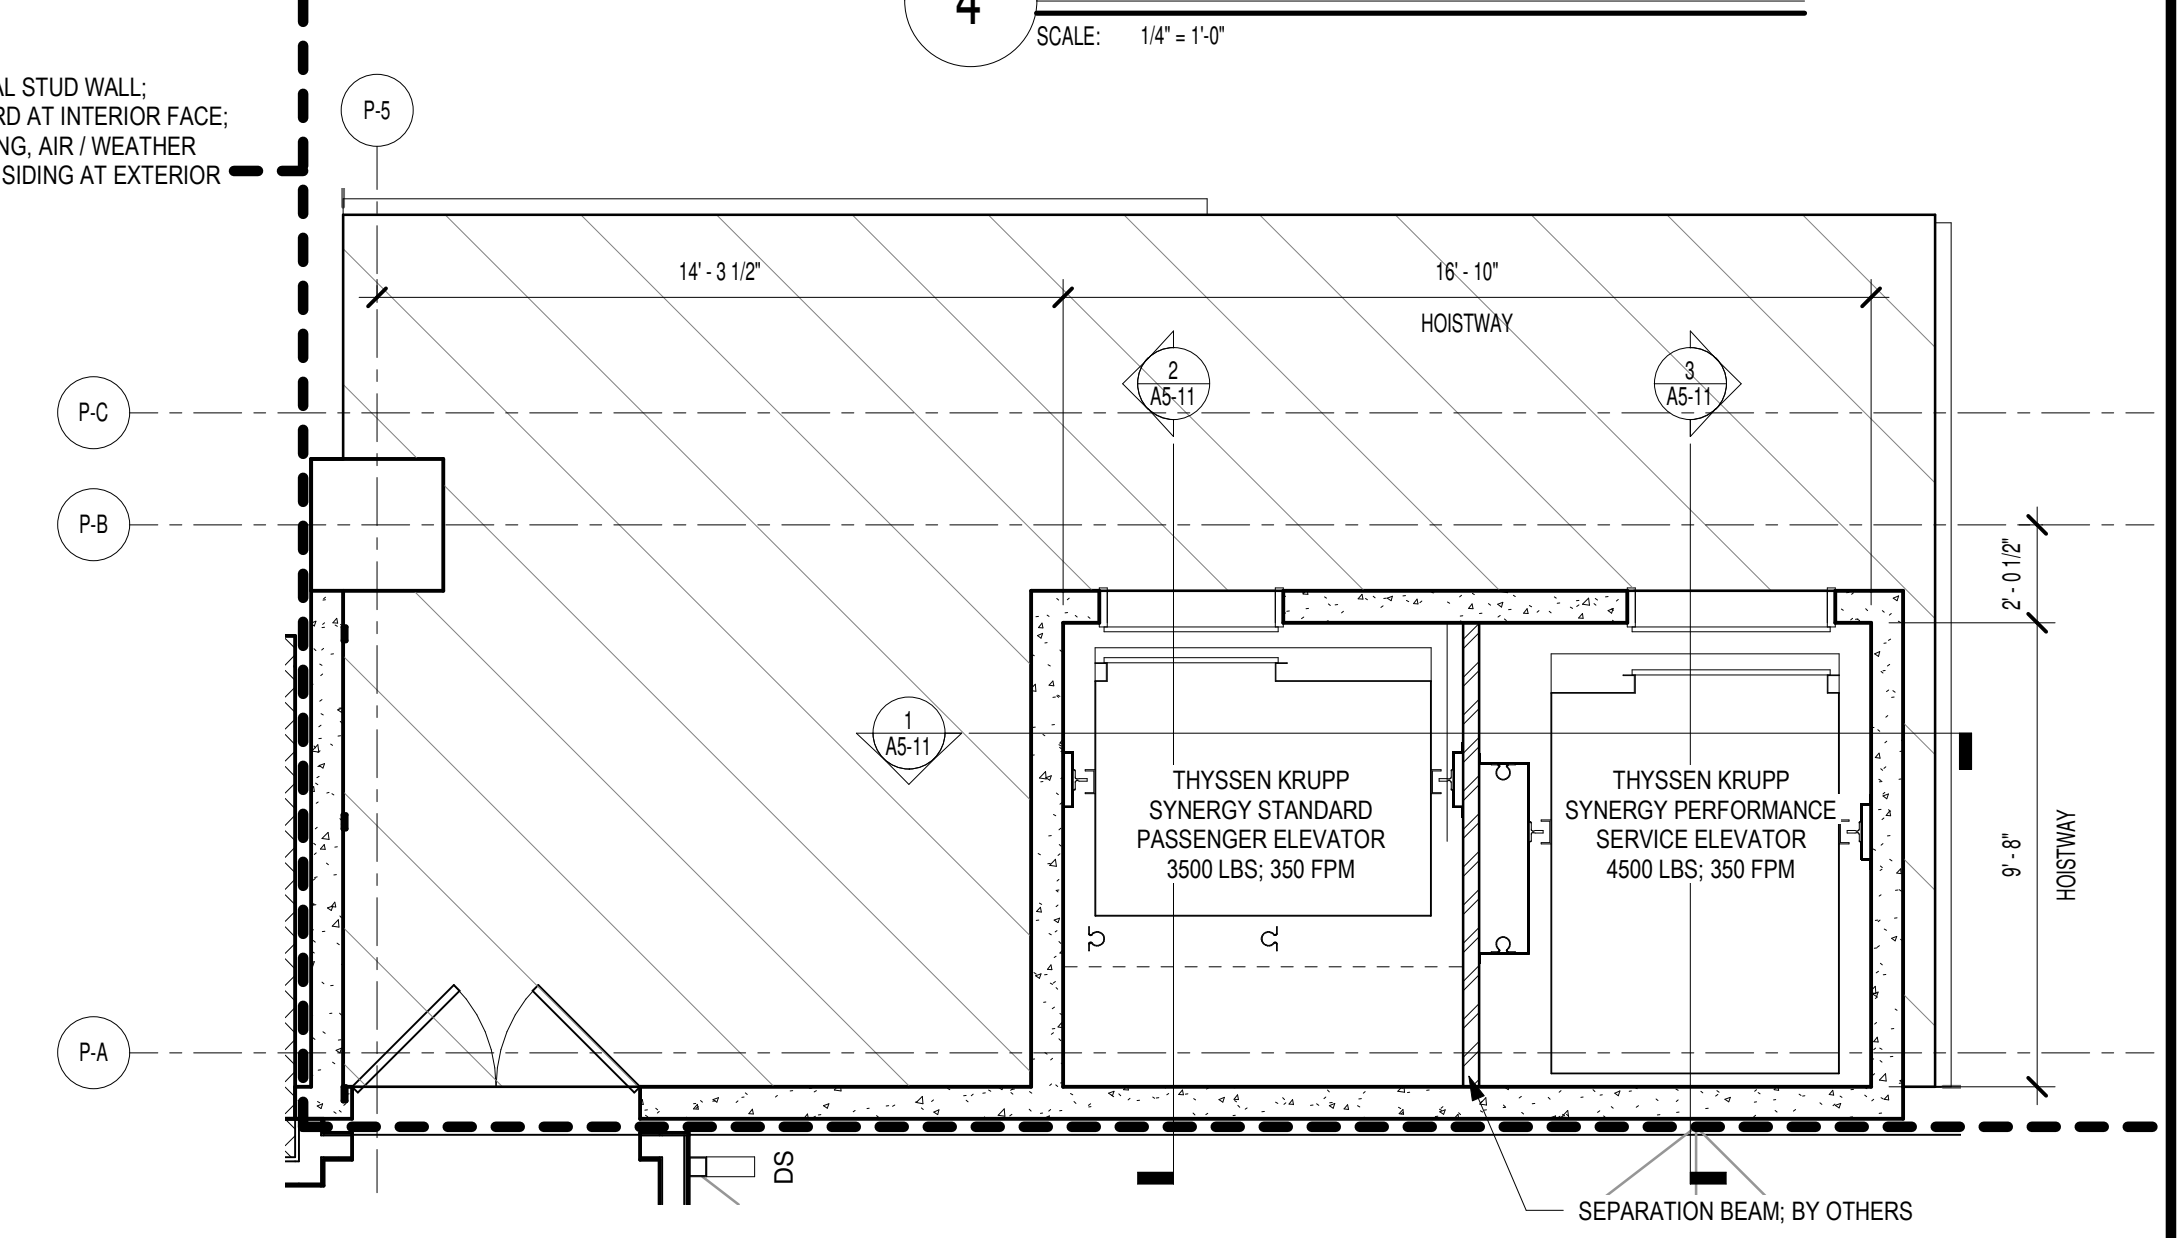 4
SCALE: 1/4" = 1'-0"
AL STUD WALL;
RD AT INTERIOR FACE;
NG, AIR / WEATHER
SIDING AT EXTERIOR
P-5
14' - 3 1/2"
16' - 10"
HOISTWAY
2
A5-11
3
A5-11
P-C
P-B
2' - 0 1/2"
1
A5-11
THYSSEN KRUPP
SYNERGY STANDARD
PASSENGER ELEVATOR
3500 LBS; 350 FPM
THYSSEN KRUPP
SYNERGY PERFORMANCE
SERVICE ELEVATOR
4500 LBS; 350 FPM
9' - 8"
HOISTWAY
P-A
DS
SEPARATION BEAM; BY OTHERS